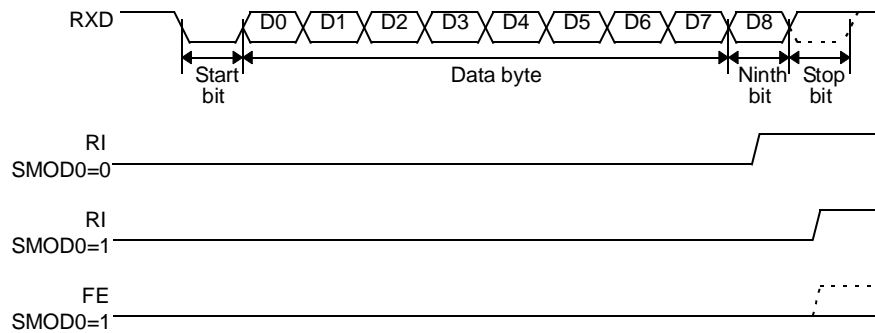 RXD D0 D1 D2 D3 D4 D5 D6 D7 D8
Start bit
Data byte
Ninth bit
Stop bit
RI
SMOD0=0
RI
SMOD0=1
FE
SMOD0=1